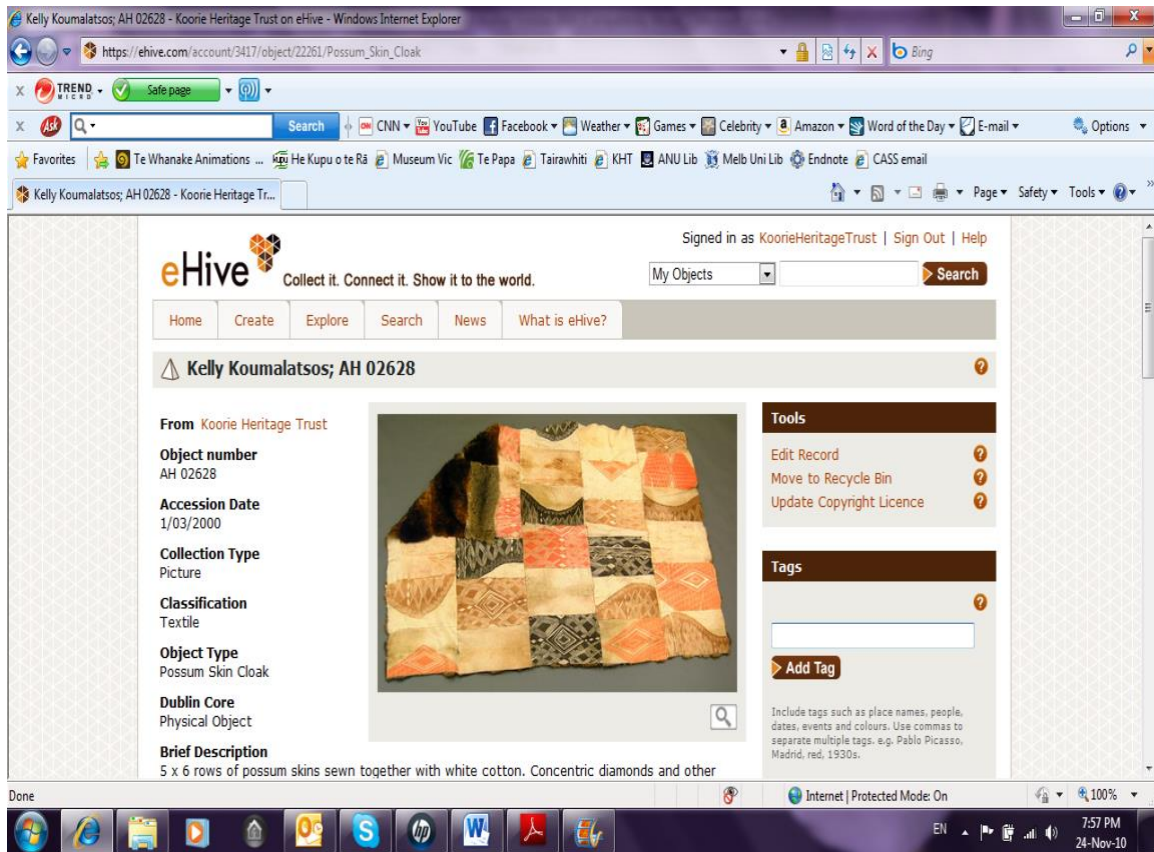 Kelly Koumalatsos; AH 02628 - Koorie Heritage Trust on eHive - Windows Internet Explorer
https://ehive.com/account/3417/object/22261/Possum_Skin_Cloak
Bing
x TREND MICRO Safe page
x Ask Search CNN YouTube Facebook Weather Games Celebrity Amazon Word of the Day E-mail Options
Favorites Te Whanake Animations ... He Kupu o te Rā Museum Vic Te Papa Tairawhiti KHT ANU Lib Melb Uni Lib Endnote CASS email
Kelly Koumalatsos; AH 02628 - Koorie Heritage Tr... Page Safety Tools
Signed in as KoorieHeritageTrust | Sign Out | Help
eHive Collect it. Connect it. Show it to the world.
My Objects Search
Home Create Explore Search News What is eHive?
Kelly Koumalatsos; AH 02628
From Koorie Heritage Trust
Object number
AH 02628
Accession Date
1/03/2000
Collection Type
Picture
Classification
Textile
Object Type
Possum Skin Cloak
Dublin Core
Physical Object
Brief Description
5 x 6 rows of possum skins sewn together with white cotton. Concentric diamonds and other
Tools
Edit Record ?
Move to Recycle Bin ?
Update Copyright Licence ?
Tags
?
Add Tag
Include tags such as place names, people,
dates, events and colours. Use commas to
separate multiple tags. e.g. Pablo Picasso,
Madrid, red, 1930s.
Done Internet | Protected Mode: On 100%
EN 7:57 PM
24-Nov-10